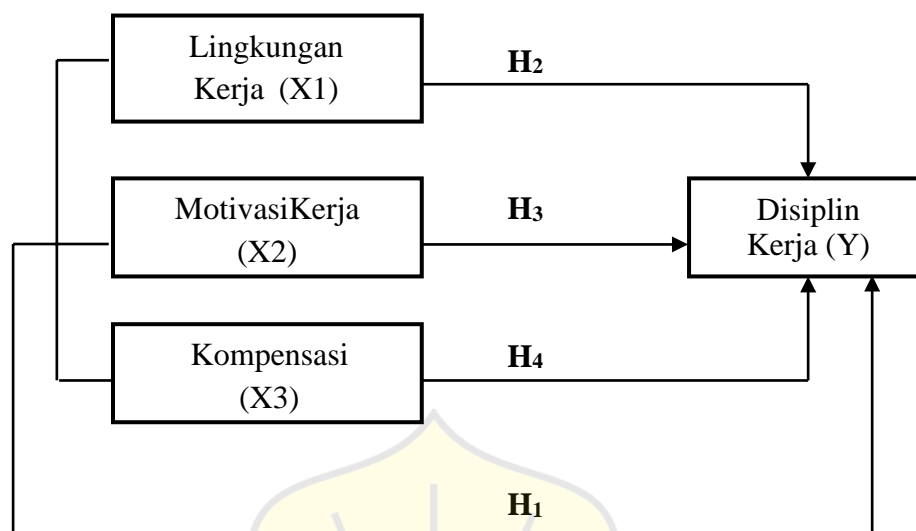 Lingkungan
Kerja (X1)
H₂
MotivasiKerja
(X2)
H₃
Disiplin
Kerja (Y)
Kompensasi
(X3)
H₄
H₁